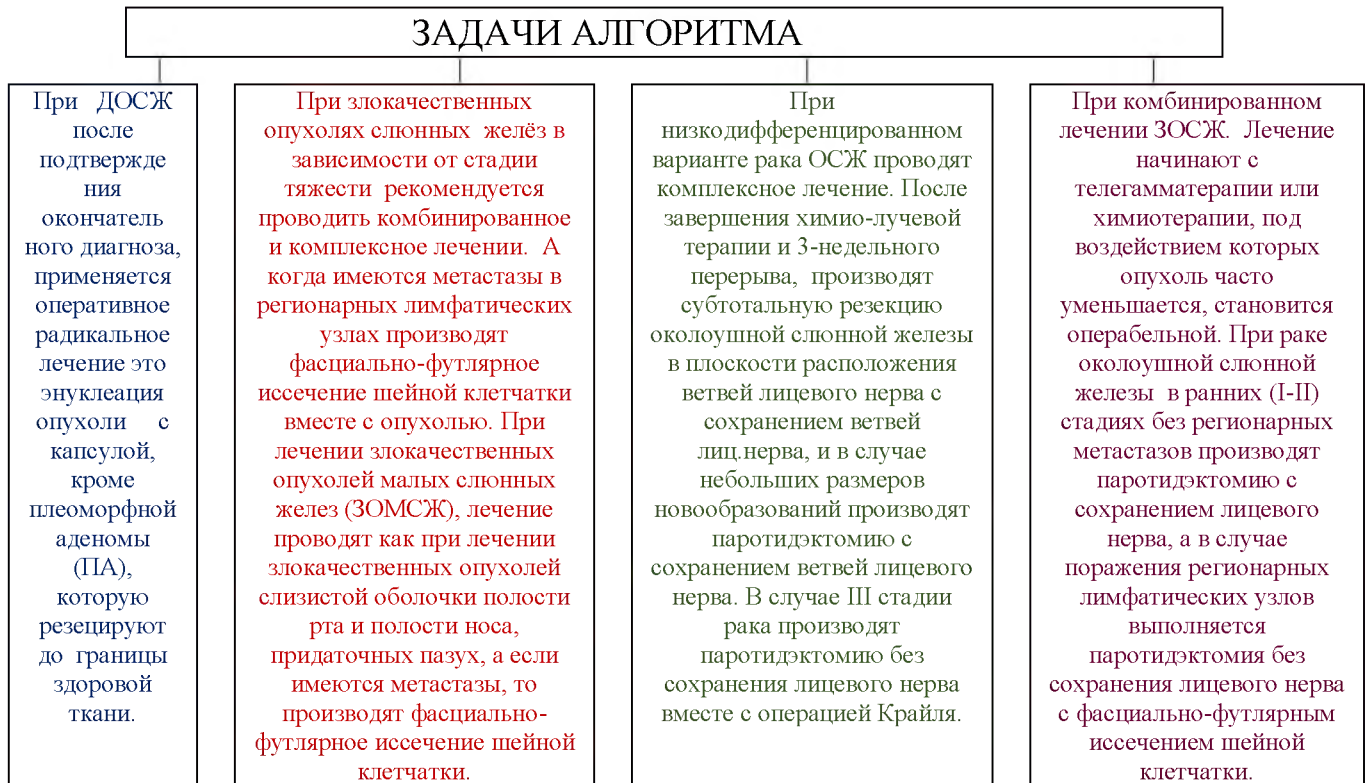 ЗАДАЧИ АЛГОРИТМА
При ДОСЖ
после
подтвержде
ния
окончатель
ного диагноза,
применяется
оперативное
радикальное
лечение это
энуклеация
опухоли с
капсулой,
кроме
плеоморфной
аденомы
(ПА),
которую
резецируют
до границы
здоровой
ткани.
При злокачественных
опухолях слюнных желёз в
зависимости от стадии
тяжести рекомендуется
проводить комбинированное
и комплексное лечении. А
когда имеются метастазы в
регионарных лимфатических
узлах производят
фасциально-футлярное
иссечение шейной клетчатки
вместе с опухолью. При
лечении злокачественных
опухолей малых слюнных
желез (ЗОМСЖ), лечение
проводят как при лечении
злокачественных опухолей
слизистой оболочки полости
рта и полости носа,
придаточных пазух, а если
имеются метастазы, то
производят фасциально-
футлярное иссечение шейной
клетчатки.
При
низкодифференцированном
варианте рака ОСЖ проводят
комплексное лечение. После
завершения химио-лучевой
терапии и 3-недельного
перерыва, производят
субтотальную резекцию
околоушной слюнной железы
в плоскости расположения
ветвей лицевого нерва с
сохранением ветвей
лиц.нерва, и в случае
небольших размеров
новообразований производят
паротидэктомию с
сохранением ветвей лицевого
нерва. В случае III стадии
рака производят
паротидэктомию без
сохранения лицевого нерва
вместе с операцией Крайля.
При комбинированном
лечении ЗОСЖ. Лечение
начинают с
телегамматерапии или
химиотерапии, под
воздействием которых
опухоль часто
уменьшается, становится
операбельной. При раке
околоушной слюнной
железы в ранних (I-II)
стадиях без регионарных
метастазов производят
паротидэктомию с
сохранением лицевого
нерва, а в случае
поражения регионарных
лимфатических узлов
выполняется
паротидэктомия без
сохранения лицевого нерва
с фасциально-футлярным
иссечением шейной
клетчатки.